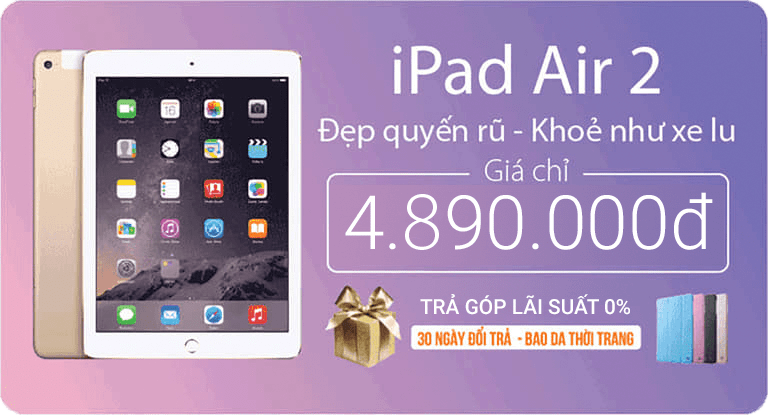 iPad Air 2
Đẹp quyến rũ - Khoẻ như xe lu
Giá chỉ
4.890.000đ
TRẢ GÓP LÃI SUẤT 0%
30 NGÀY ĐỔI TRẢ - BAO DA THỜI TRANG